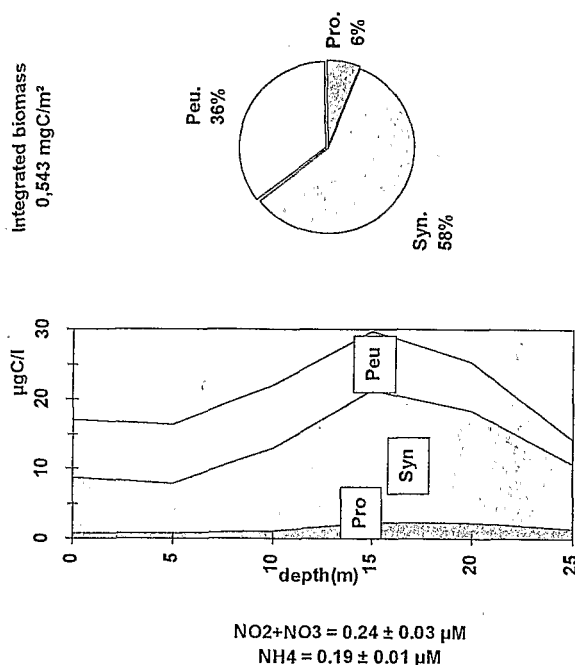 Integrated biomass
0,543 mgC/m²
Peu.
36%
Pro.
6%
Syn.
58%
µgC/l
0
10
20
30
Pro
Syn
Peu
0
5
10
15
20
25
depth(m)
NO2+NO3 = 0.24 ± 0.03 µM
NH4 = 0.19 ± 0.01 µM